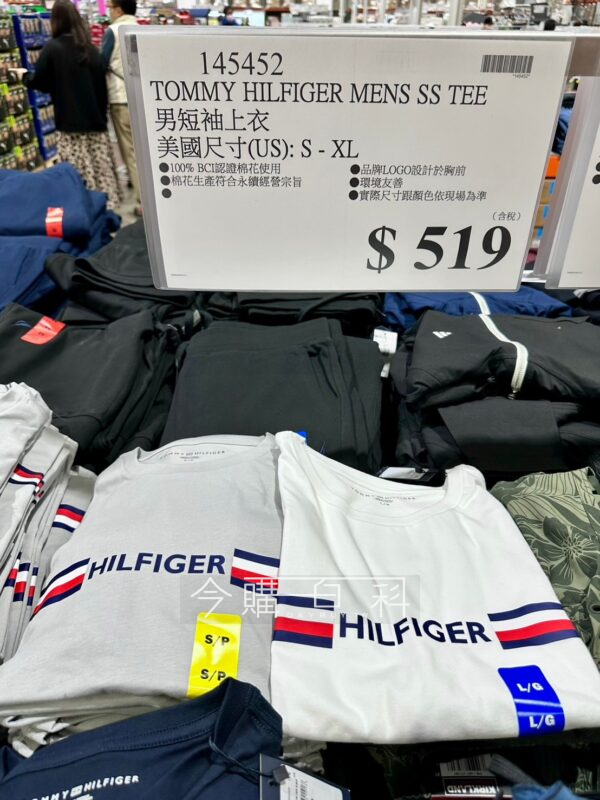 145452
*145452*
TOMMY HILFIGER MENS SS TEE
男短袖上衣
美國尺寸(US): S - XL
●100% BCI認證棉花使用
●棉花生產符合永續經營宗旨
●
●品牌LOGO設計於胸前
●環境友善
●實際尺寸跟顏色依現場為準
(含稅)
$ 519
HILFIGER
HILFIGER
今購百科
S/P
S/P
L/G
L/G
TOMMY HILFIGER
KIRKLAND